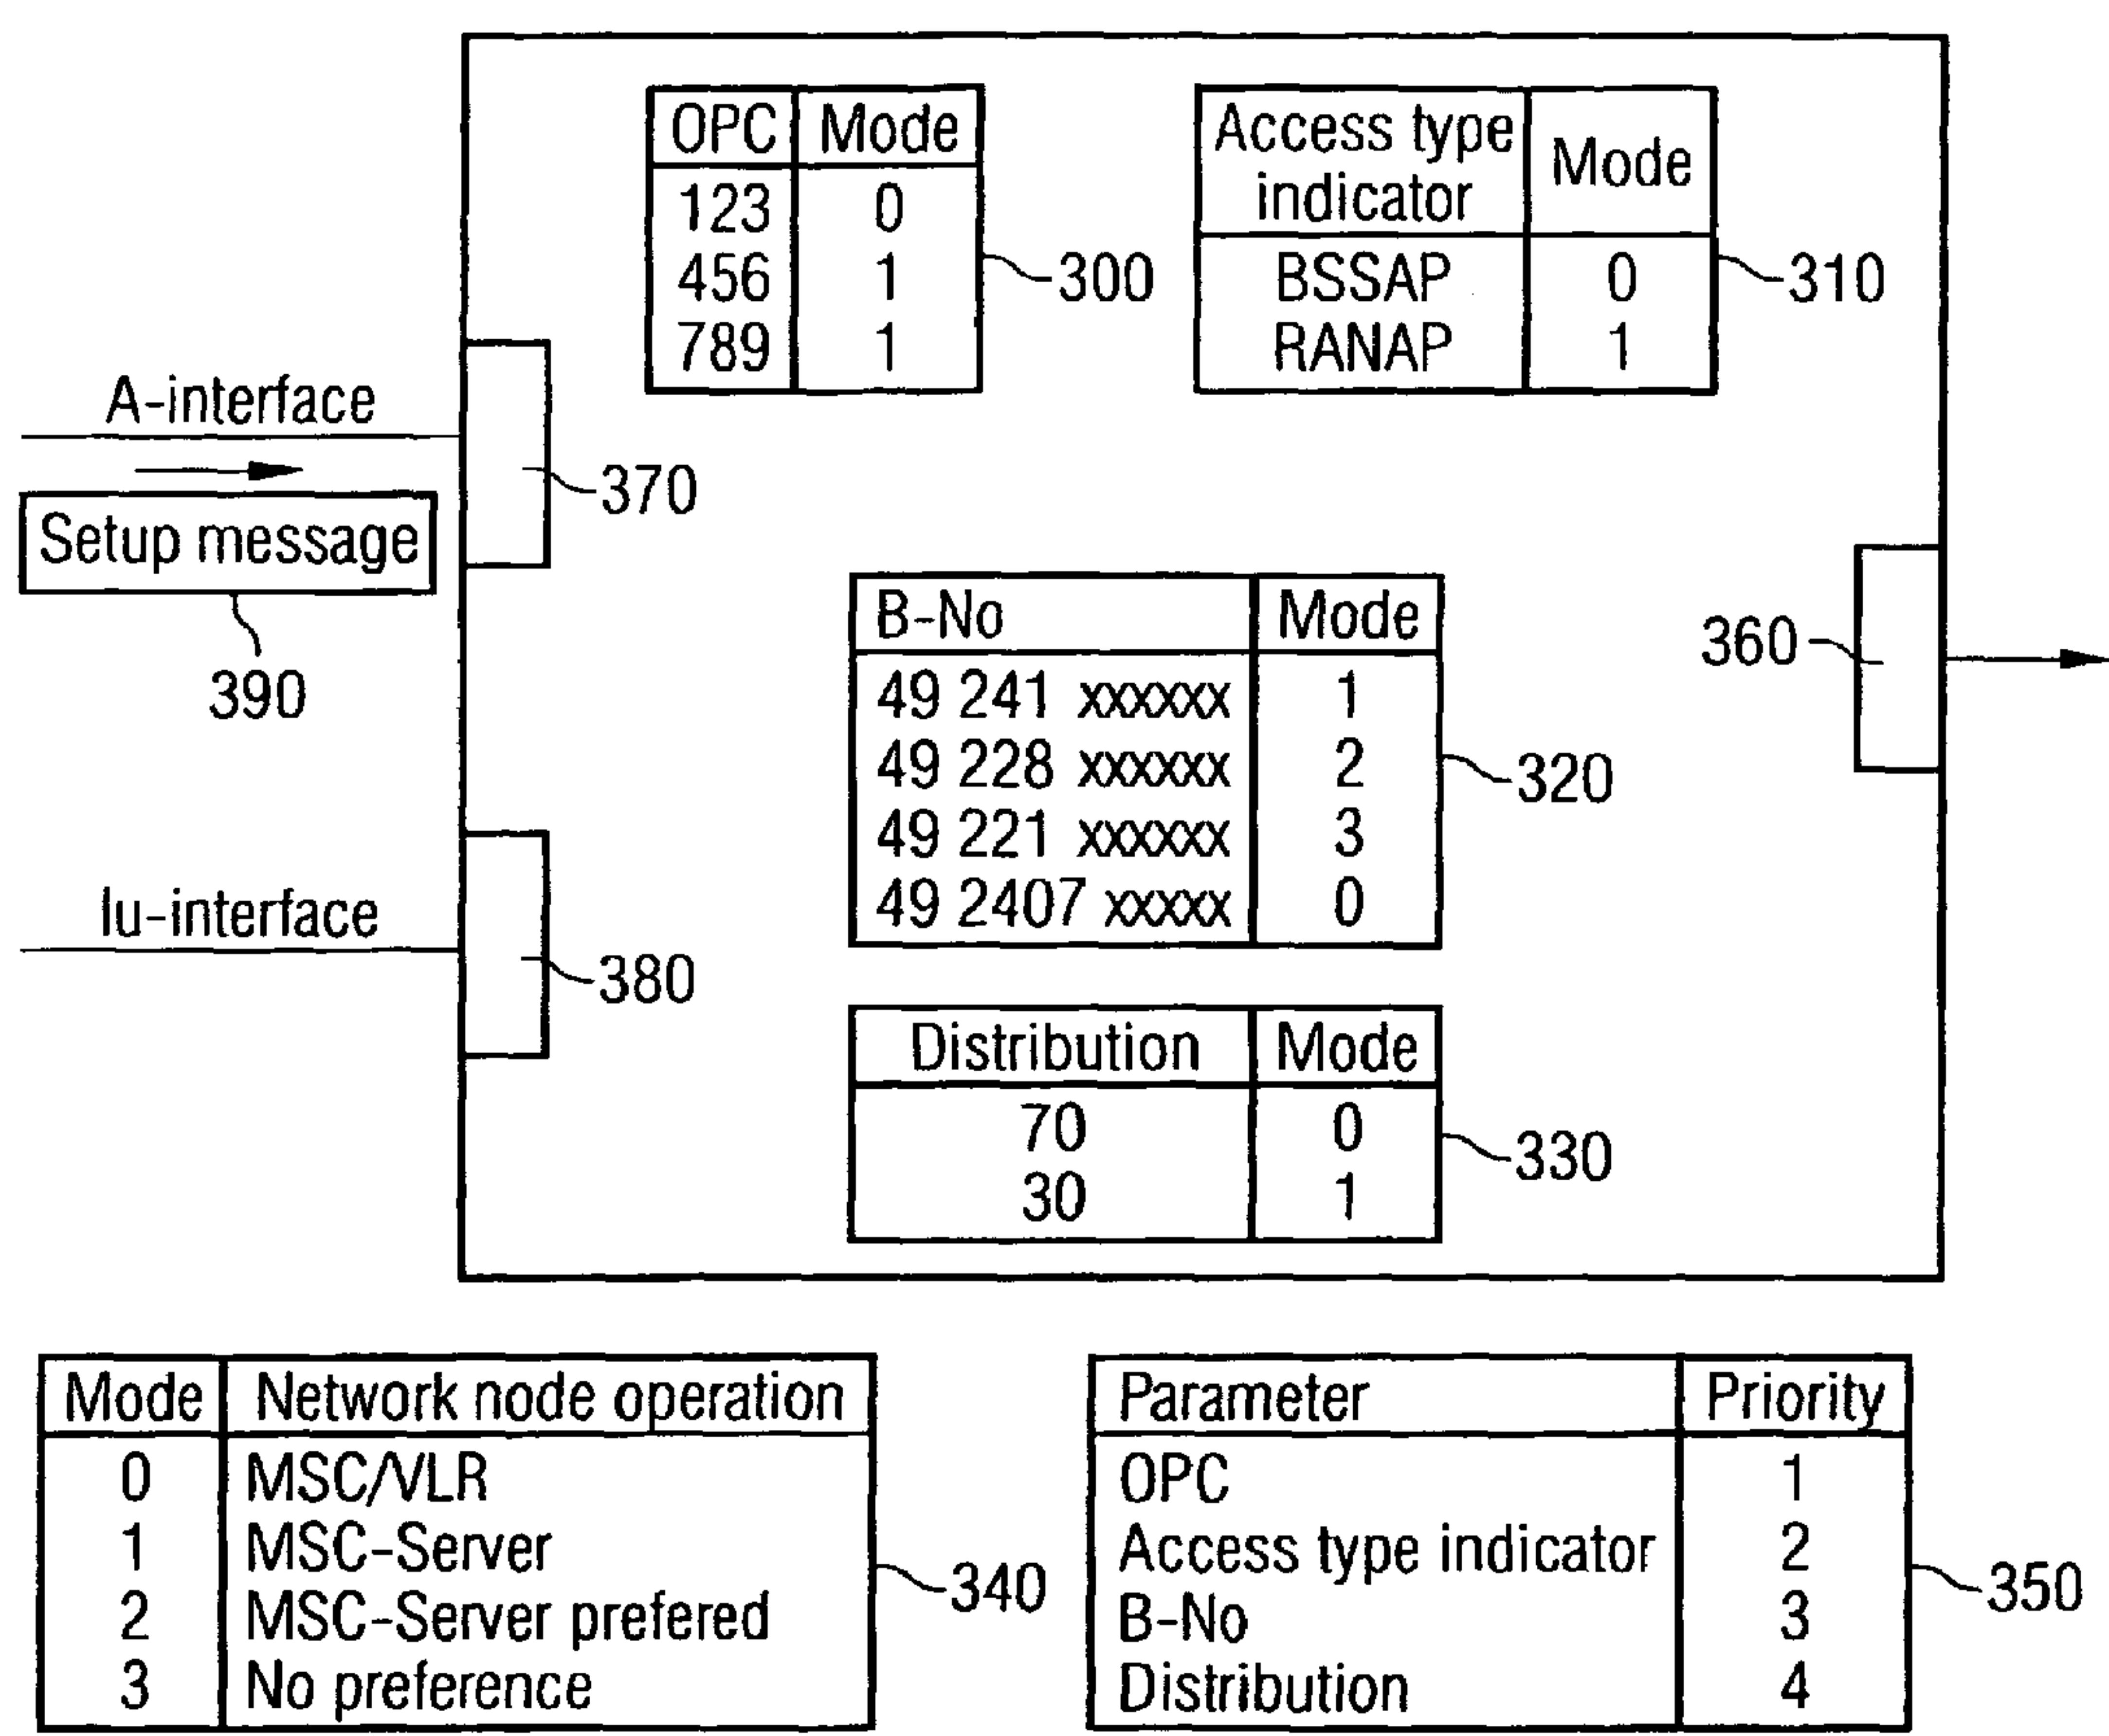 OPC Mode
123 0
456 1
789 1
300
Access type indicator Mode
BSSAP 0
RANAP 1
310
A-interface
370
Setup message
390
B-No Mode
49 241 xxxxxx 1
49 228 xxxxxx 2
49 221 xxxxxx 3
49 2407 xxxxx 0
320
360
Iu-interface
380
Distribution Mode
70 0
30 1
330
Mode Network node operation
0 MSC/VLR
1 MSC-Server
2 MSC-Server prefered
3 No preference
340
Parameter Priority
OPC 1
Access type indicator 2
B-No 3
Distribution 4
350